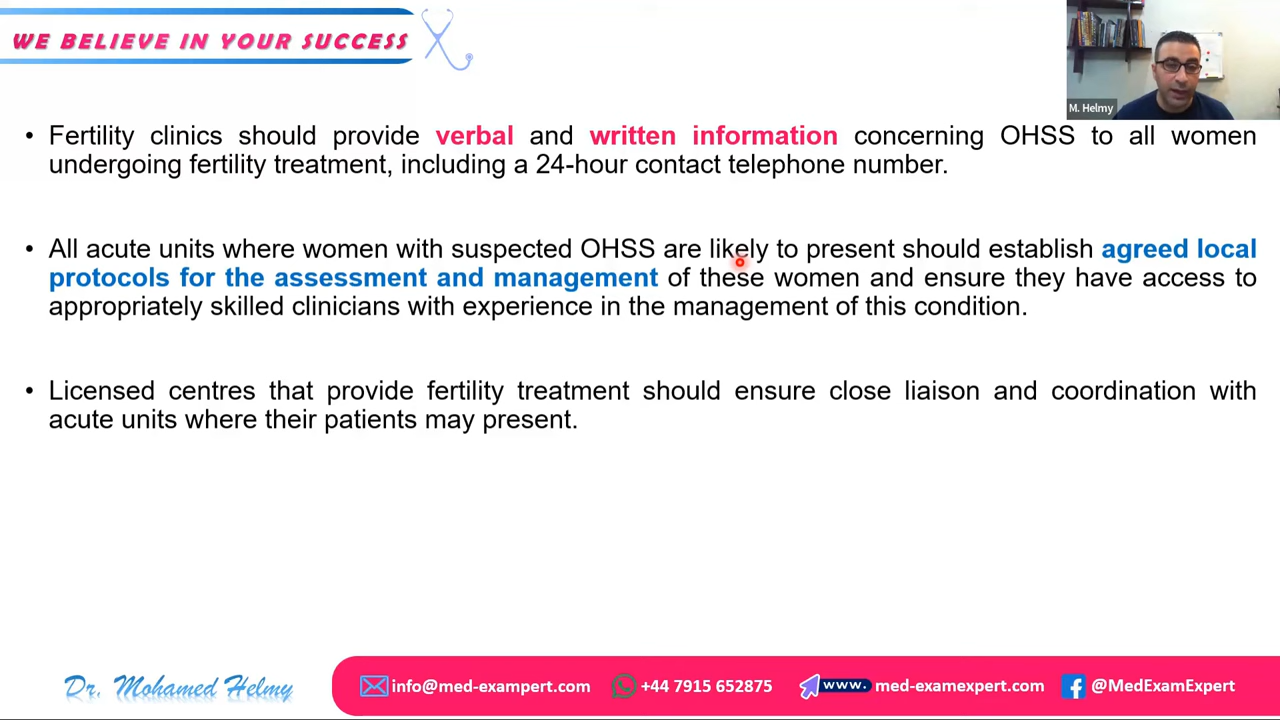 WE BELIEVE IN YOUR SUCCESS
M. Helmy
• Fertility clinics should provide verbal and written information concerning OHSS to all women
undergoing fertility treatment, including a 24-hour contact telephone number.
• All acute units where women with suspected OHSS are likely to present should establish agreed local
protocols for the assessment and management of these women and ensure they have access to
appropriately skilled clinicians with experience in the management of this condition.
• Licensed centres that provide fertility treatment should ensure close liaison and coordination with
acute units where their patients may present.
Dr. Mohamed Helmy
info@med-exampert.com
+44 7915 652875
www. med-examexpert.com
@MedExamExpert